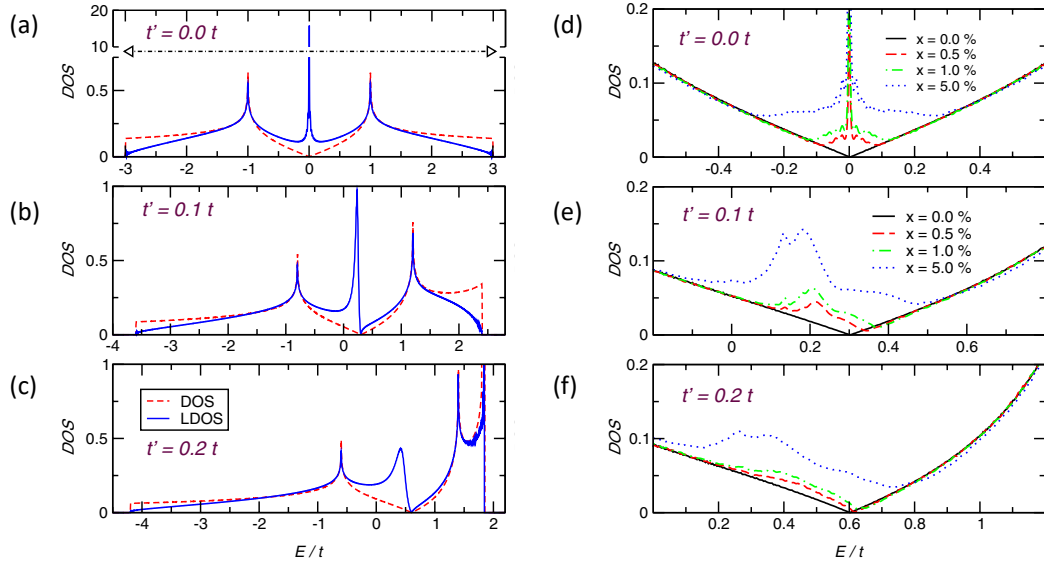 (a)
t' = 0.0 t
20
10
0.5
0
DOS
-3 -2 -1 0 1 2 3
(b)
t' = 0.1 t
1
0.5
0
DOS
-4 -3 -2 -1 0 1 2
(c)
1
0.5
0
DOS
DOS
LDOS
t' = 0.2 t
-4 -3 -2 -1 0 1 2
E / t
(d)
t' = 0.0 t
0.2
0.1
0
DOS
x = 0.0 %
x = 0.5 %
x = 1.0 %
x = 5.0 %
-0.6 -0.4 -0.2 0 0.2 0.4
(e)
t' = 0.1 t
0.2
0.1
0
DOS
x = 0.0 %
x = 0.5 %
x = 1.0 %
x = 5.0 %
0 0.2 0.4 0.6 0.8
(f)
t' = 0.2 t
0.2
0.1
0
DOS
0 0.2 0.4 0.6 0.8 1
E / t